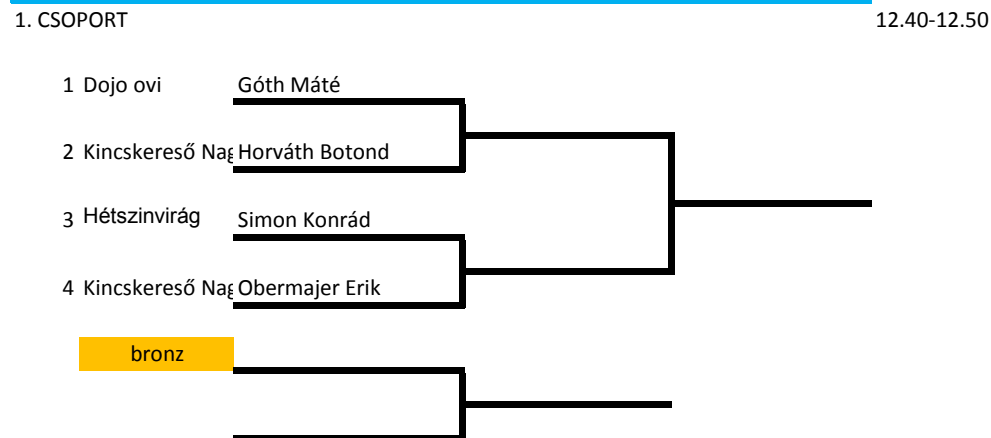 1. CSOPORT 12.40-12.50
1 Dojo ovi Góth Máté
2 Kincskereső Nag Horváth Botond
3 Hétszinvirág Simon Konrád
4 Kincskereső Nag Obermajer Erik
bronz